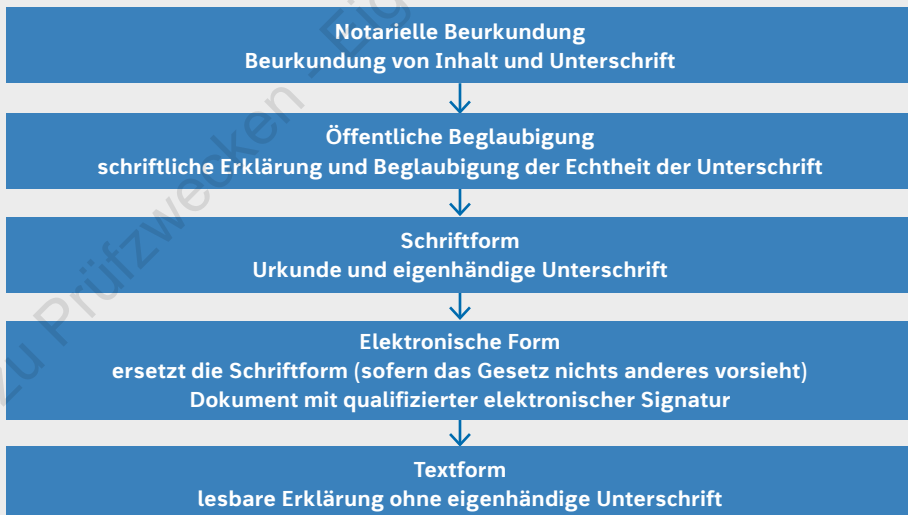 Notarielle Beurkundung
Beurkundung von Inhalt und Unterschrift
Öffentliche Beglaubigung
schriftliche Erklärung und Beglaubigung der Echtheit der Unterschrift
Schriftform
Urkunde und eigenhändige Unterschrift
Elektronische Form
ersetzt die Schriftform (sofern das Gesetz nichts anderes vorsieht)
Dokument mit qualifizierter elektronischer Signatur
Textform
lesbare Erklärung ohne eigenhändige Unterschrift
zu Prüfzwecken -